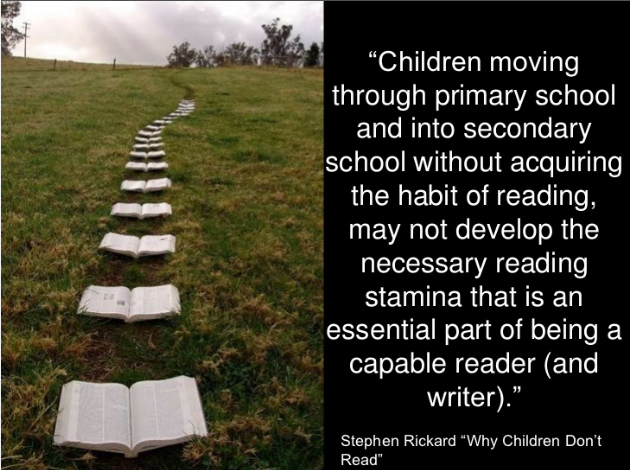 “Children moving
through primary school
and into secondary
school without acquiring
the habit of reading,
may not develop the
necessary reading
stamina that is an
essential part of being a
capable reader (and
writer).”
Stephen Rickard “Why Children Don’t
Read”